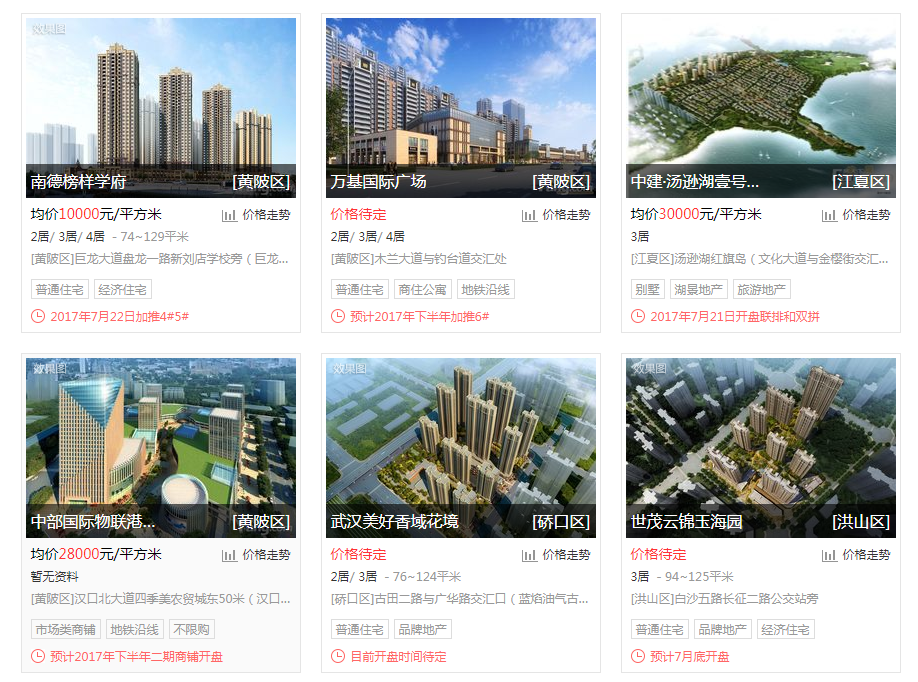 效果图
南德榜样学府 [黄陂区]
均价10000元/平方米 价格走势
2居/ 3居/ 4居 - 74~129平米
[黄陂区]巨龙大道盘龙一路新刘店学校旁（巨龙...
普通住宅 经济住宅
2017年7月22日加推4#5#
万基国际广场 [黄陂区]
价格待定 价格走势
2居/ 3居/ 4居
[黄陂区]木兰大道与钓台道交汇处
普通住宅 商住公寓 地铁沿线
预计2017年下半年加推6#
中建·汤逊湖壹号... [江夏区]
均价30000元/平方米 价格走势
3居
[江夏区]汤逊湖红旗岛（文化大道与金樱街交汇...
别墅 湖景地产 旅游地产
2017年7月21日开盘联排和双拼
效果图
中部国际物联港... [黄陂区]
均价28000元/平方米 价格走势
暂无资料
[黄陂区]汉口北大道四季美农贸城东50米（汉口...
市场类商铺 地铁沿线 不限购
预计2017年下半年二期商铺开盘
效果图
武汉美好香域花境 [硚口区]
价格待定 价格走势
2居/ 3居 - 76~124平米
[硚口区]古田二路与广华路交汇口（蓝焰油气古...
普通住宅 品牌地产
目前开盘时间待定
效果图
世茂云锦玉海园 [洪山区]
价格待定 价格走势
3居 - 94~125平米
[洪山区]白沙五路长征二路公交站旁
普通住宅 品牌地产 经济住宅
预计7月底开盘